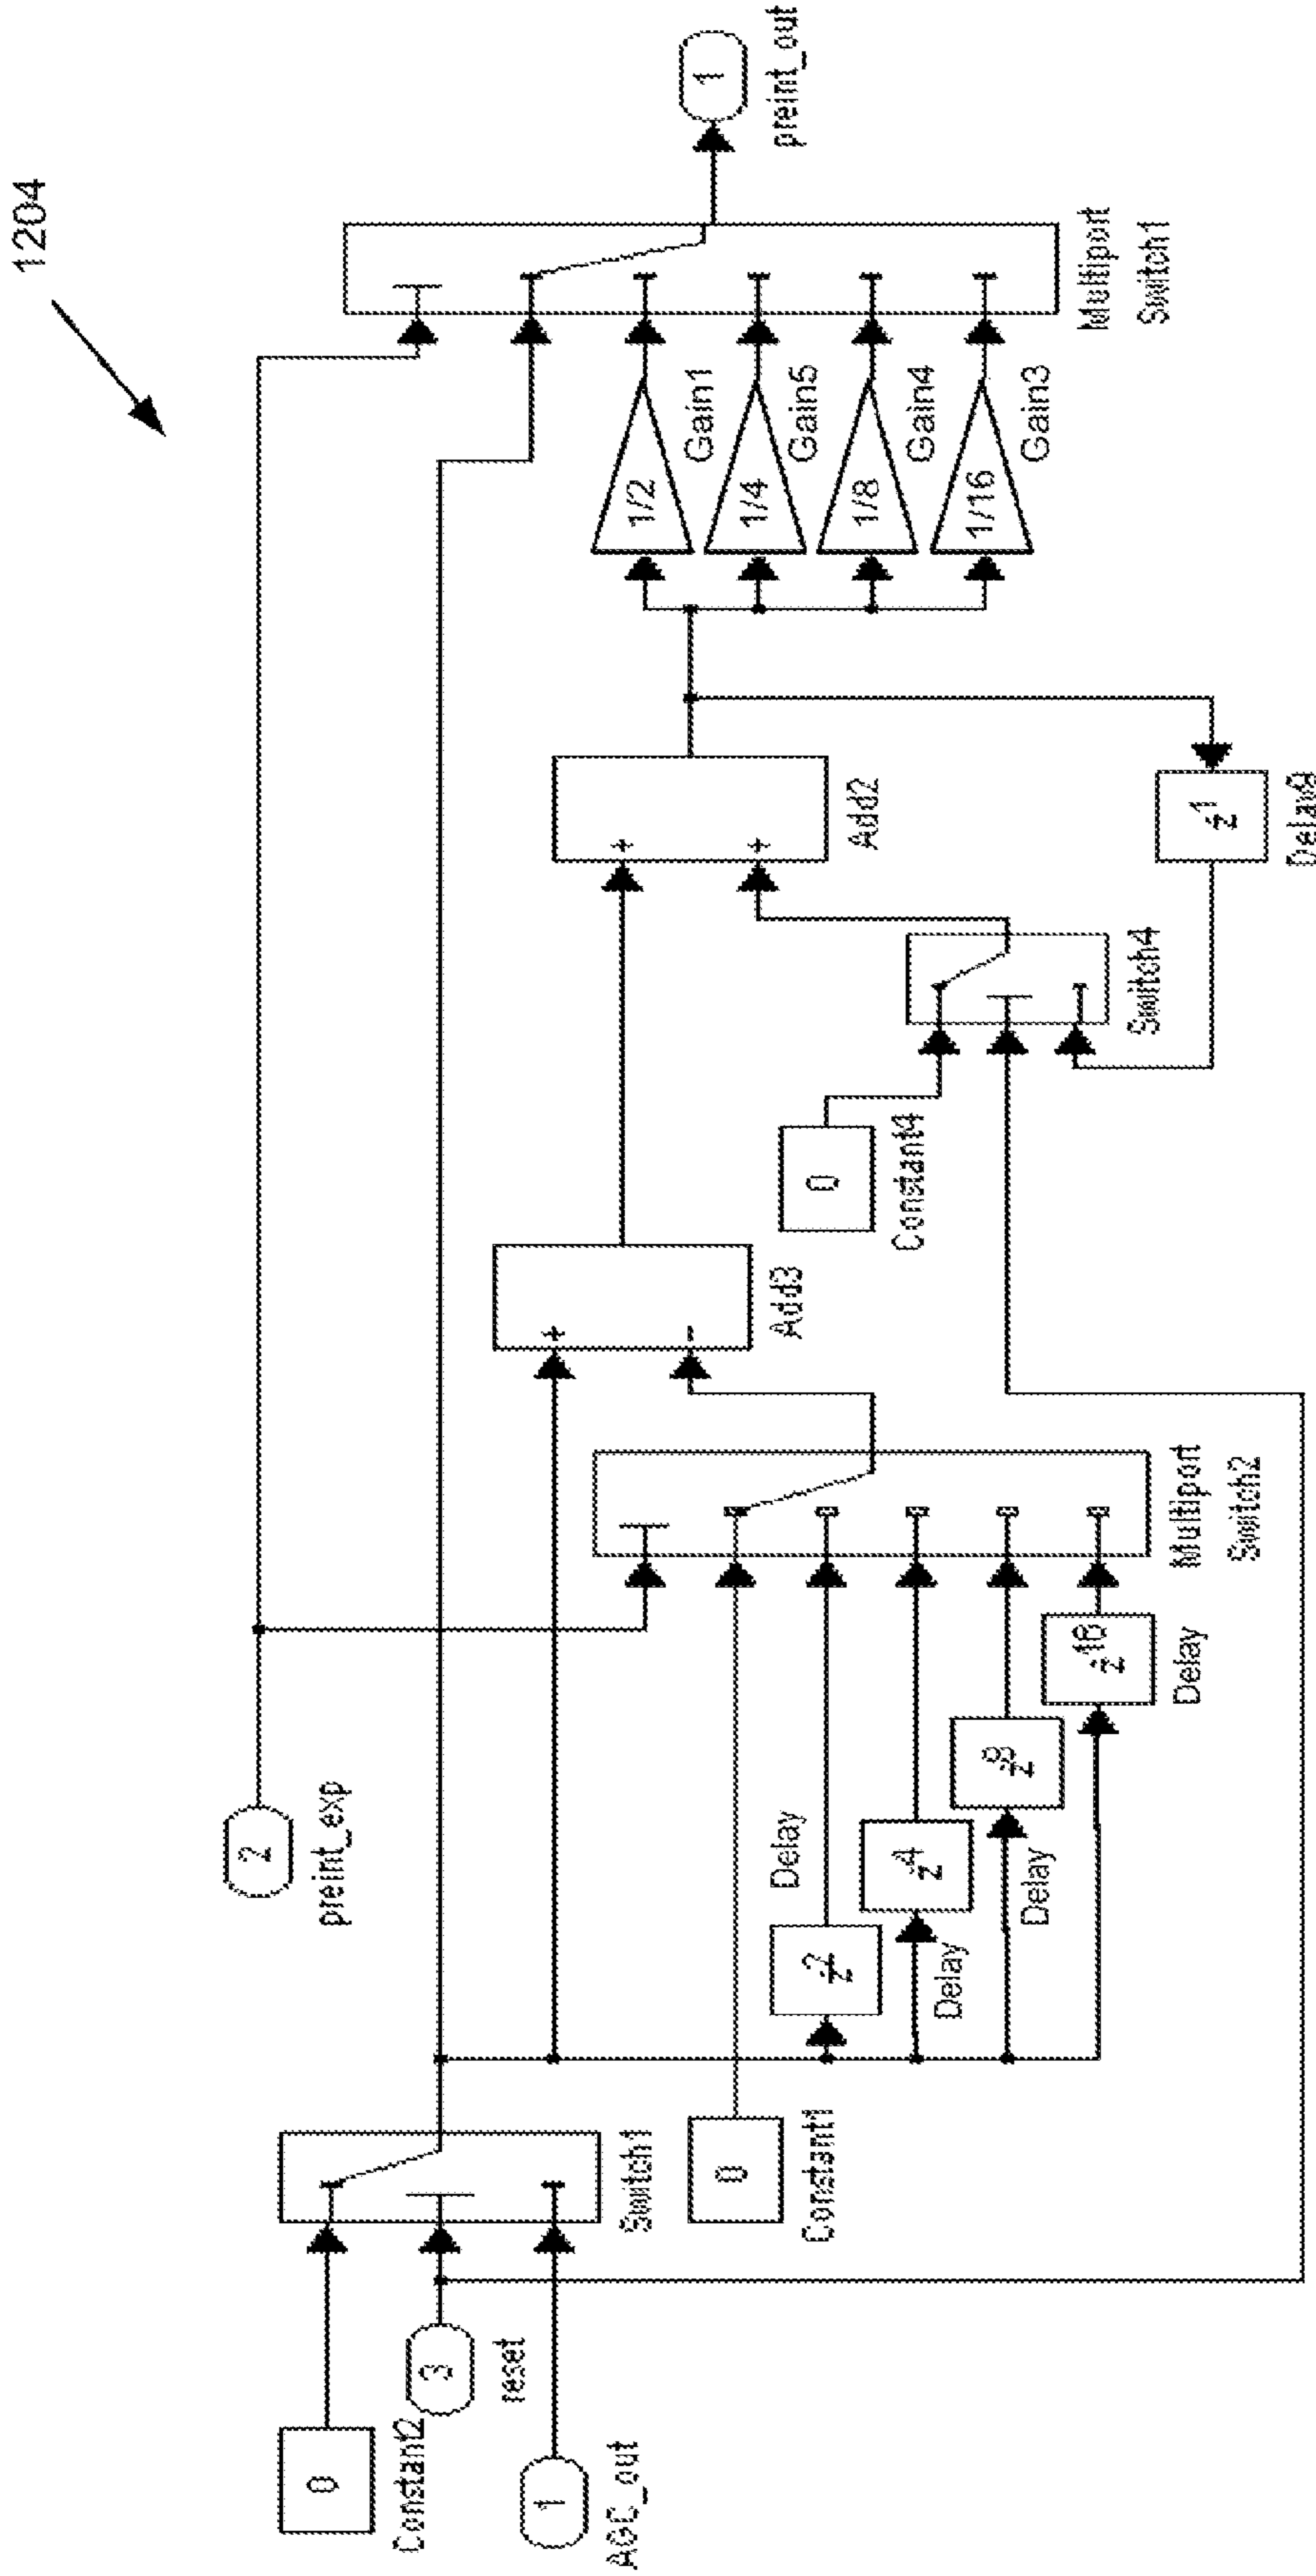 1204
2
preint_exp
0
Constant2
3
reset
1
AGC_out
Switch1
0
Constant1
z-2
Delay
z-4
Delay
z-8
Delay
z-16
Delay
Multiport
Switch2
+
-
Add3
0
Constant4
Switch4
+
+
Add2
z-1
Delay9
1/2
Gain1
1/4
Gain5
1/8
Gain4
1/16
Gain3
Multiport
Switch1
1
preint_out